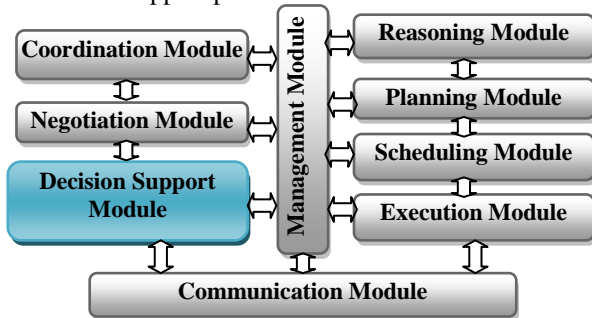 Coordination Module
Negotiation Module
Decision Support
Module
Management Module
Reasoning Module
Planning Module
Scheduling Module
Execution Module
Communication Module